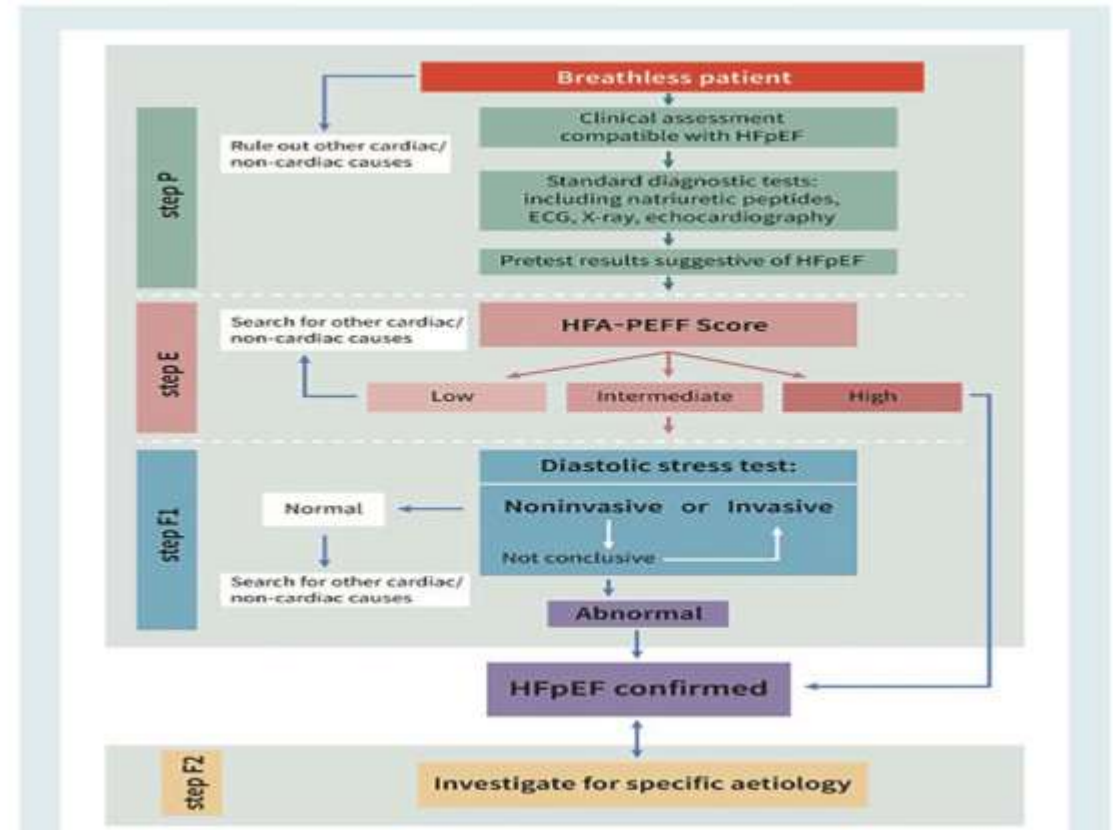 Breathless patient
step P
Rule out other cardiac/
non-cardiac causes
Clinical assessment
compatible with HFpEF
Standard diagnostic tests:
including natriuretic peptides,
ECG, X-ray, echocardiography
Pretest results suggestive of HFpEF
step E
Search for other cardiac/
non-cardiac causes
HFA-PEFF Score
Low
Intermediate
High
step F1
Diastolic stress test:
Noninvasive or Invasive
Not conclusive
Normal
Search for other cardiac/
non-cardiac causes
Abnormal
HFpEF confirmed
step F2
Investigate for specific aetiology